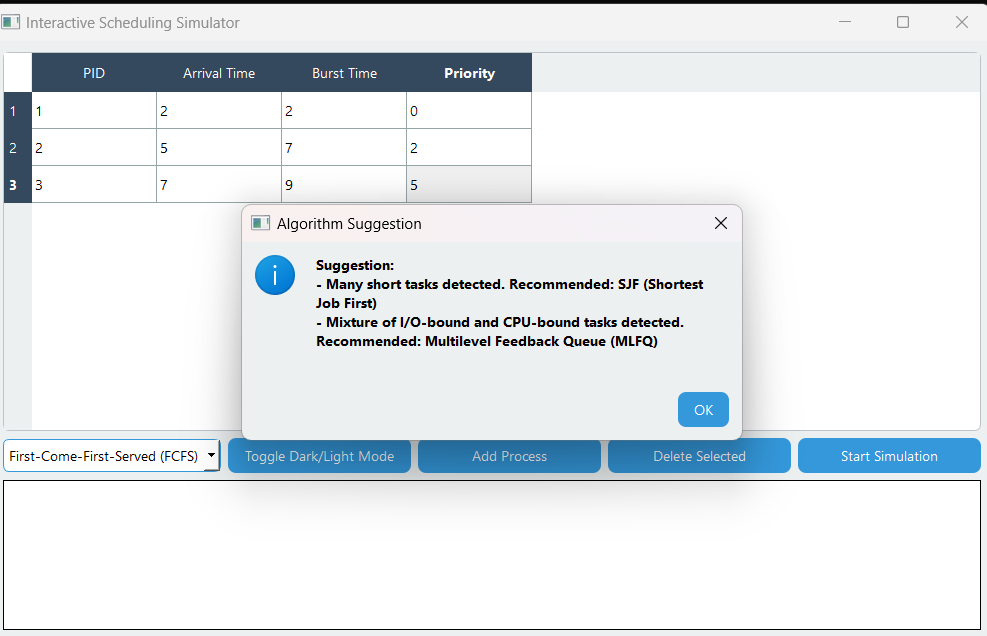 Interactive Scheduling Simulator
PID Arrival Time Burst Time Priority
1 1 2 2 0
2 2 5 7 2
3 3 7 9 5
Algorithm Suggestion
Suggestion:
- Many short tasks detected. Recommended: SJF (Shortest
Job First)
- Mixture of I/O-bound and CPU-bound tasks detected.
Recommended: Multilevel Feedback Queue (MLFQ)
OK
First-Come-First-Served (FCFS) Toggle Dark/Light Mode Add Process Delete Selected Start Simulation